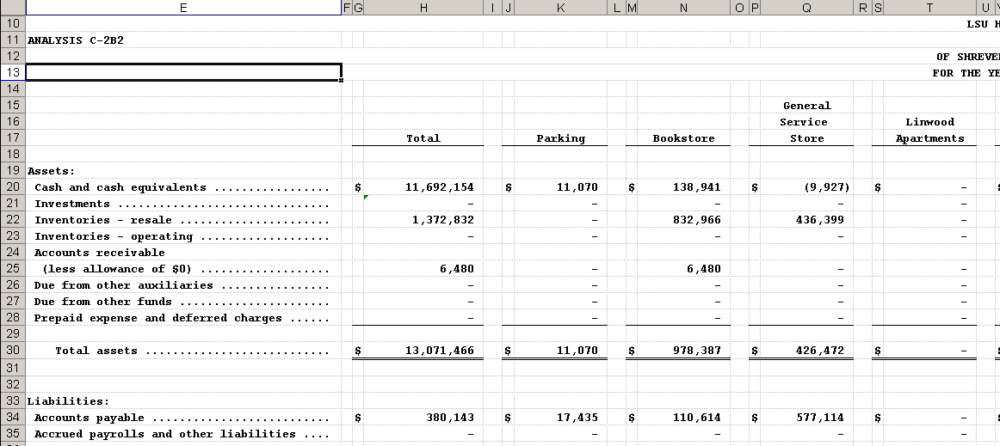 E F G H I J K L M N O P Q R S T U
10 LSU H
11 ANALYSIS C-2B2
12 OF SHREVE
13 FOR THE YE
14
15 General
16 Service Linwood
17 Total Parking Bookstore Store Apartments
18
19 Assets:
20 Cash and cash equivalents ................. $ 11,692,154 $ 11,070 $ 138,941 $ (9,927) $ –
21 Investments ............................... – – – – –
22 Inventories – resale ...................... 1,372,832 – 832,966 436,399 –
23 Inventories – operating ................... – – – – –
24 Accounts receivable
25 (less allowance of $0) ................... 6,480 – 6,480 – –
26 Due from other auxiliaries ................ – – – – –
27 Due from other funds ...................... – – – – –
28 Prepaid expense and deferred charges ...... – – – – –
29
30 Total assets ........................... $ 13,071,466 $ 11,070 $ 978,387 $ 426,472 $ –
31
32
33 Liabilities:
34 Accounts payable .......................... $ 380,143 $ 17,435 $ 110,614 $ 577,114 $ –
35 Accrued payrolls and other liabilities .... – – – – –